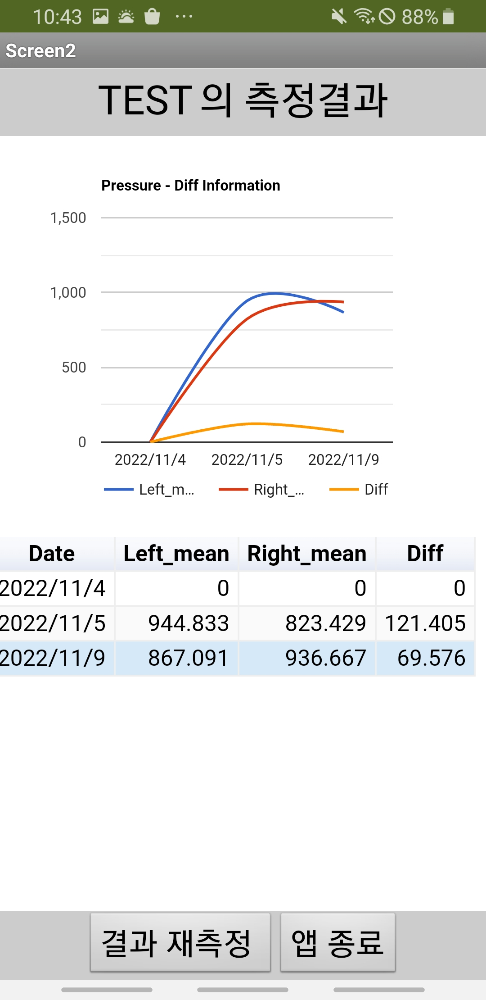 10:43 88%
Screen2
TEST 의 측정결과
Pressure - Diff Information
1,500
1,000
500
0
2022/11/4 2022/11/5 2022/11/9
Left_m... Right_... Diff
Date Left_mean Right_mean Diff
2022/11/4 0 0 0
2022/11/5 944.833 823.429 121.405
2022/11/9 867.091 936.667 69.576
결과 재측정 앱 종료